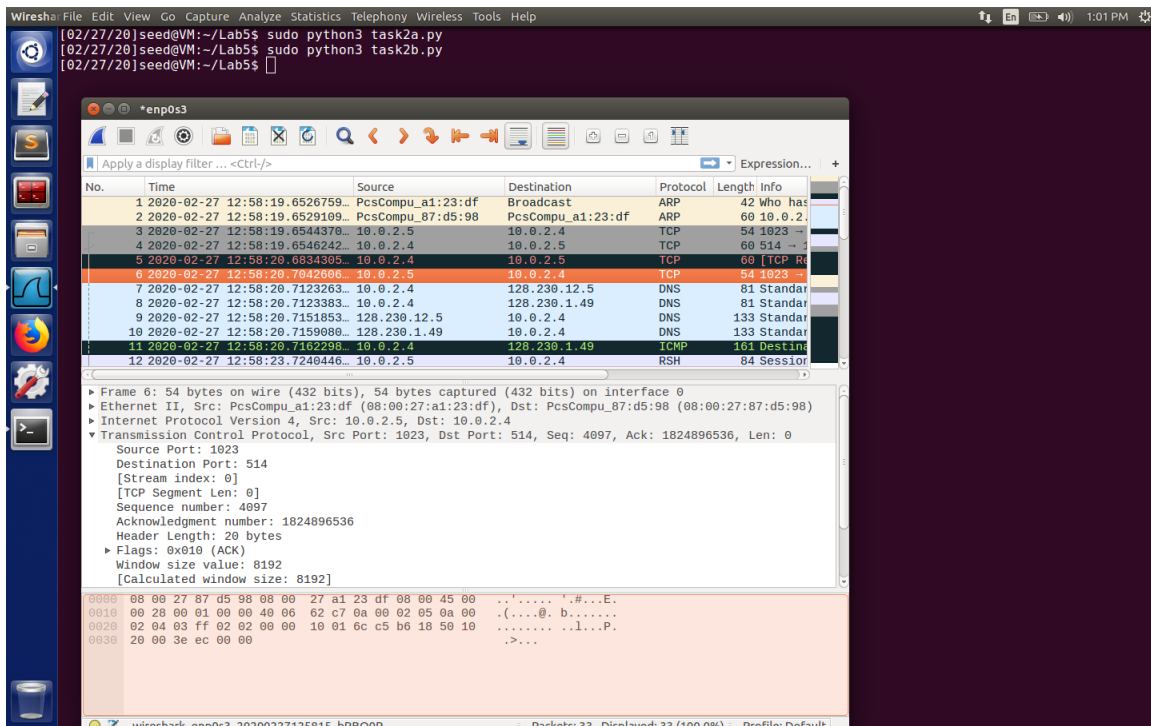 Wireshar File Edit View Go Capture Analyze Statistics Telephony Wireless Tools Help En 1:01 PM
[02/27/20]seed@VM:~/Lab5$ sudo python3 task2a.py
[02/27/20]seed@VM:~/Lab5$ sudo python3 task2b.py
[02/27/20]seed@VM:~/Lab5$
*enp0s3
Apply a display filter ... <Ctrl-/> Expression... +
No. Time Source Destination Protocol Length Info
1 2020-02-27 12:58:19.6526759… PcsCompu_a1:23:df Broadcast ARP 42 Who has
2 2020-02-27 12:58:19.6529109… PcsCompu_87:d5:98 PcsCompu_a1:23:df ARP 60 10.0.2.
3 2020-02-27 12:58:19.6544370… 10.0.2.5 10.0.2.4 TCP 54 1023 →
4 2020-02-27 12:58:19.6546242… 10.0.2.4 10.0.2.5 TCP 60 514 → 1
5 2020-02-27 12:58:20.6834305… 10.0.2.4 10.0.2.5 TCP 60 [TCP Re
6 2020-02-27 12:58:20.7042606… 10.0.2.5 10.0.2.4 TCP 54 1023 →
7 2020-02-27 12:58:20.7123263… 10.0.2.4 128.230.12.5 DNS 81 Standar
8 2020-02-27 12:58:20.7123383… 10.0.2.4 128.230.1.49 DNS 81 Standar
9 2020-02-27 12:58:20.7151853… 128.230.12.5 10.0.2.4 DNS 133 Standar
10 2020-02-27 12:58:20.7159080… 128.230.1.49 10.0.2.4 DNS 133 Standar
11 2020-02-27 12:58:20.7162298… 10.0.2.4 128.230.1.49 ICMP 161 Destina
12 2020-02-27 12:58:23.7240446… 10.0.2.5 10.0.2.4 RSH 84 Session
Frame 6: 54 bytes on wire (432 bits), 54 bytes captured (432 bits) on interface 0
Ethernet II, Src: PcsCompu_a1:23:df (08:00:27:a1:23:df), Dst: PcsCompu_87:d5:98 (08:00:27:87:d5:98)
Internet Protocol Version 4, Src: 10.0.2.5, Dst: 10.0.2.4
Transmission Control Protocol, Src Port: 1023, Dst Port: 514, Seq: 4097, Ack: 1824896536, Len: 0
Source Port: 1023
Destination Port: 514
[Stream index: 0]
[TCP Segment Len: 0]
Sequence number: 4097
Acknowledgment number: 1824896536
Header Length: 20 bytes
Flags: 0x010 (ACK)
Window size value: 8192
[Calculated window size: 8192]
0000 08 00 27 87 d5 98 08 00 27 a1 23 df 08 00 45 00 ..'..... '.#...E.
0010 00 28 00 01 00 00 40 06 62 c7 0a 00 02 05 0a 00 .(....@. b.......
0020 02 04 03 ff 02 02 00 00 10 01 6c c5 b6 18 50 10 ........ ..l...P.
0030 20 00 3e ec 00 00 .>...
wireshark_enp0s3_20200227125815_bPBO0P Packets: 33 · Displayed: 33 (100.0%) Profile: Default